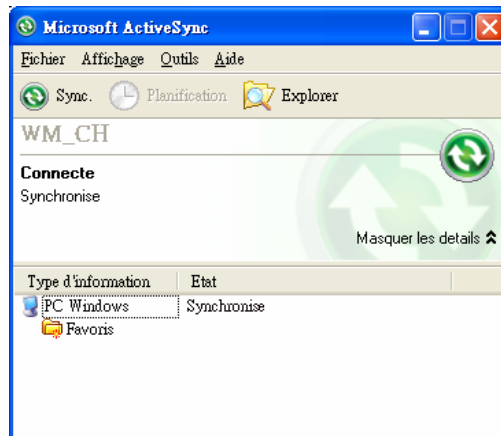 Microsoft ActiveSync
Fichier Affichage Outils Aide
Sync. Planification Explorer
WM_CH
Connecte
Synchronise
Masquer les details
Type d'information Etat
PC Windows Synchronise
Favoris